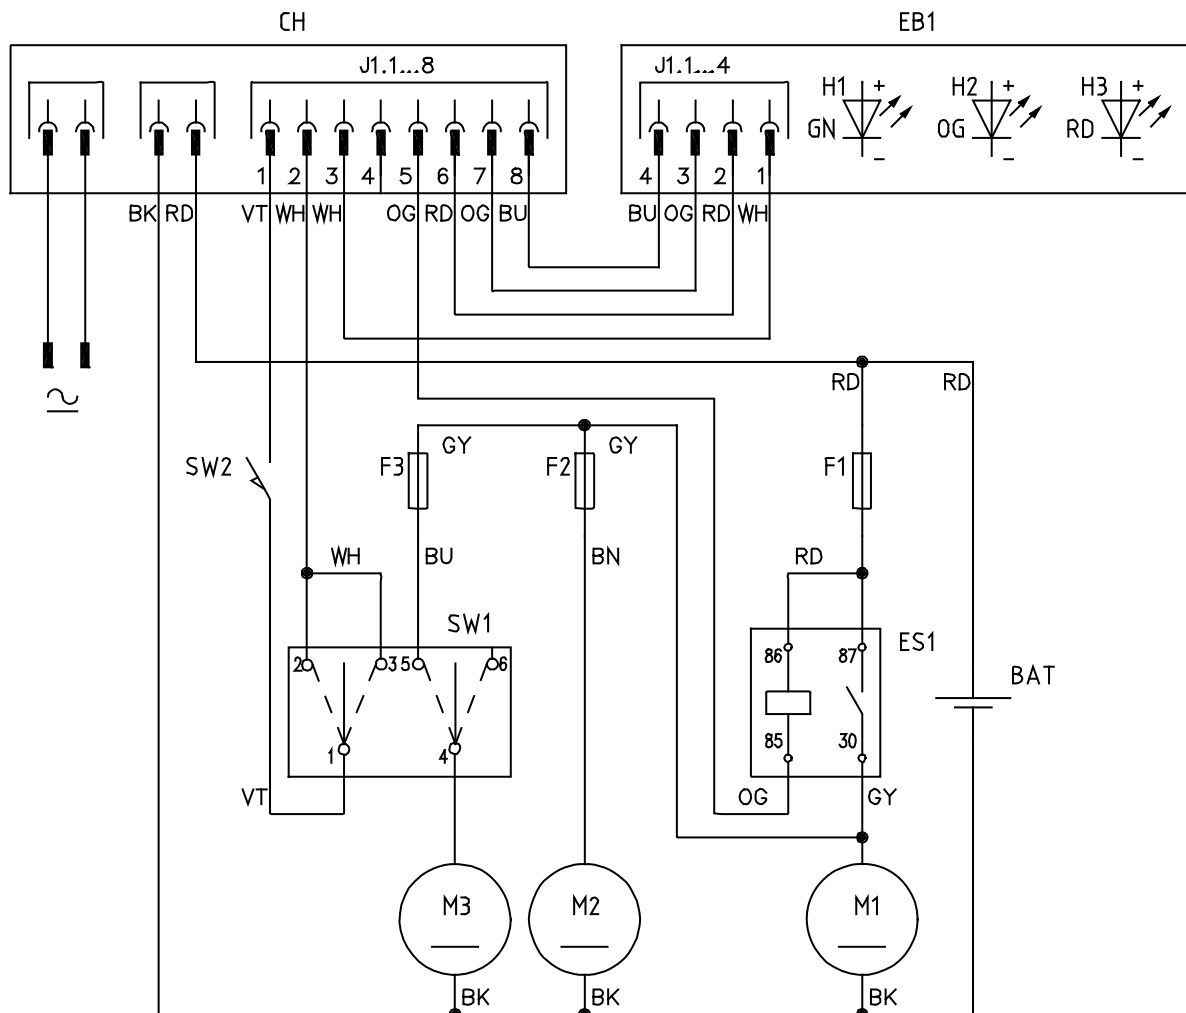 CH EB1
J1.1...8 J1.1...4
H1 + H2 + H3 +
GN OG RD
- - -
1 2 3 4 5 6 7 8 4 3 2 1
BK RD VT WH WH OG RD OG BU BU OG RD WH
RD RD
GY GY
SW2 F3 F2 F1
WH BU BN RD
SW1
ES1
2 3 5 6 86 87
BAT
1 4 85 30
VT OG GY
M3 M2 M1
BK BK BK